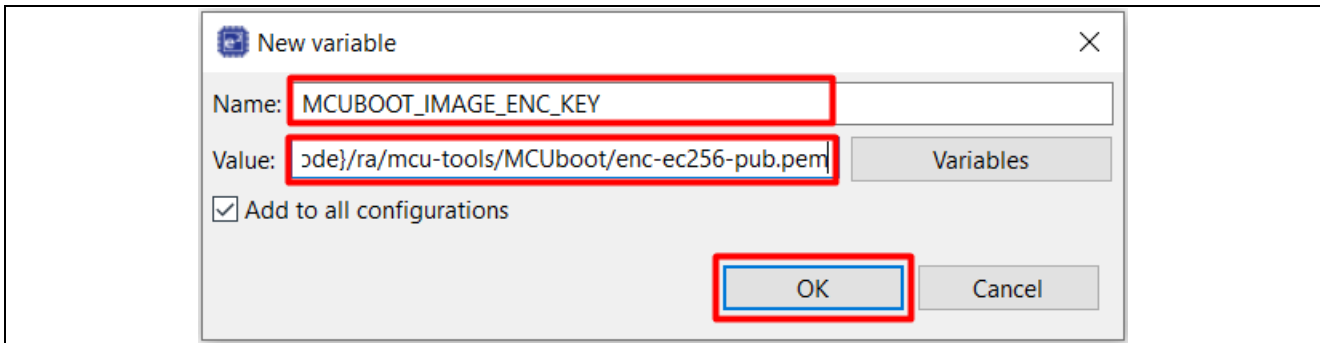 New variable
Name: MCUBOOT_IMAGE_ENC_KEY
Value: ode}/ra/mcu-tools/MCUboot/enc-ec256-pub.pem Variables
Add to all configurations
OK Cancel